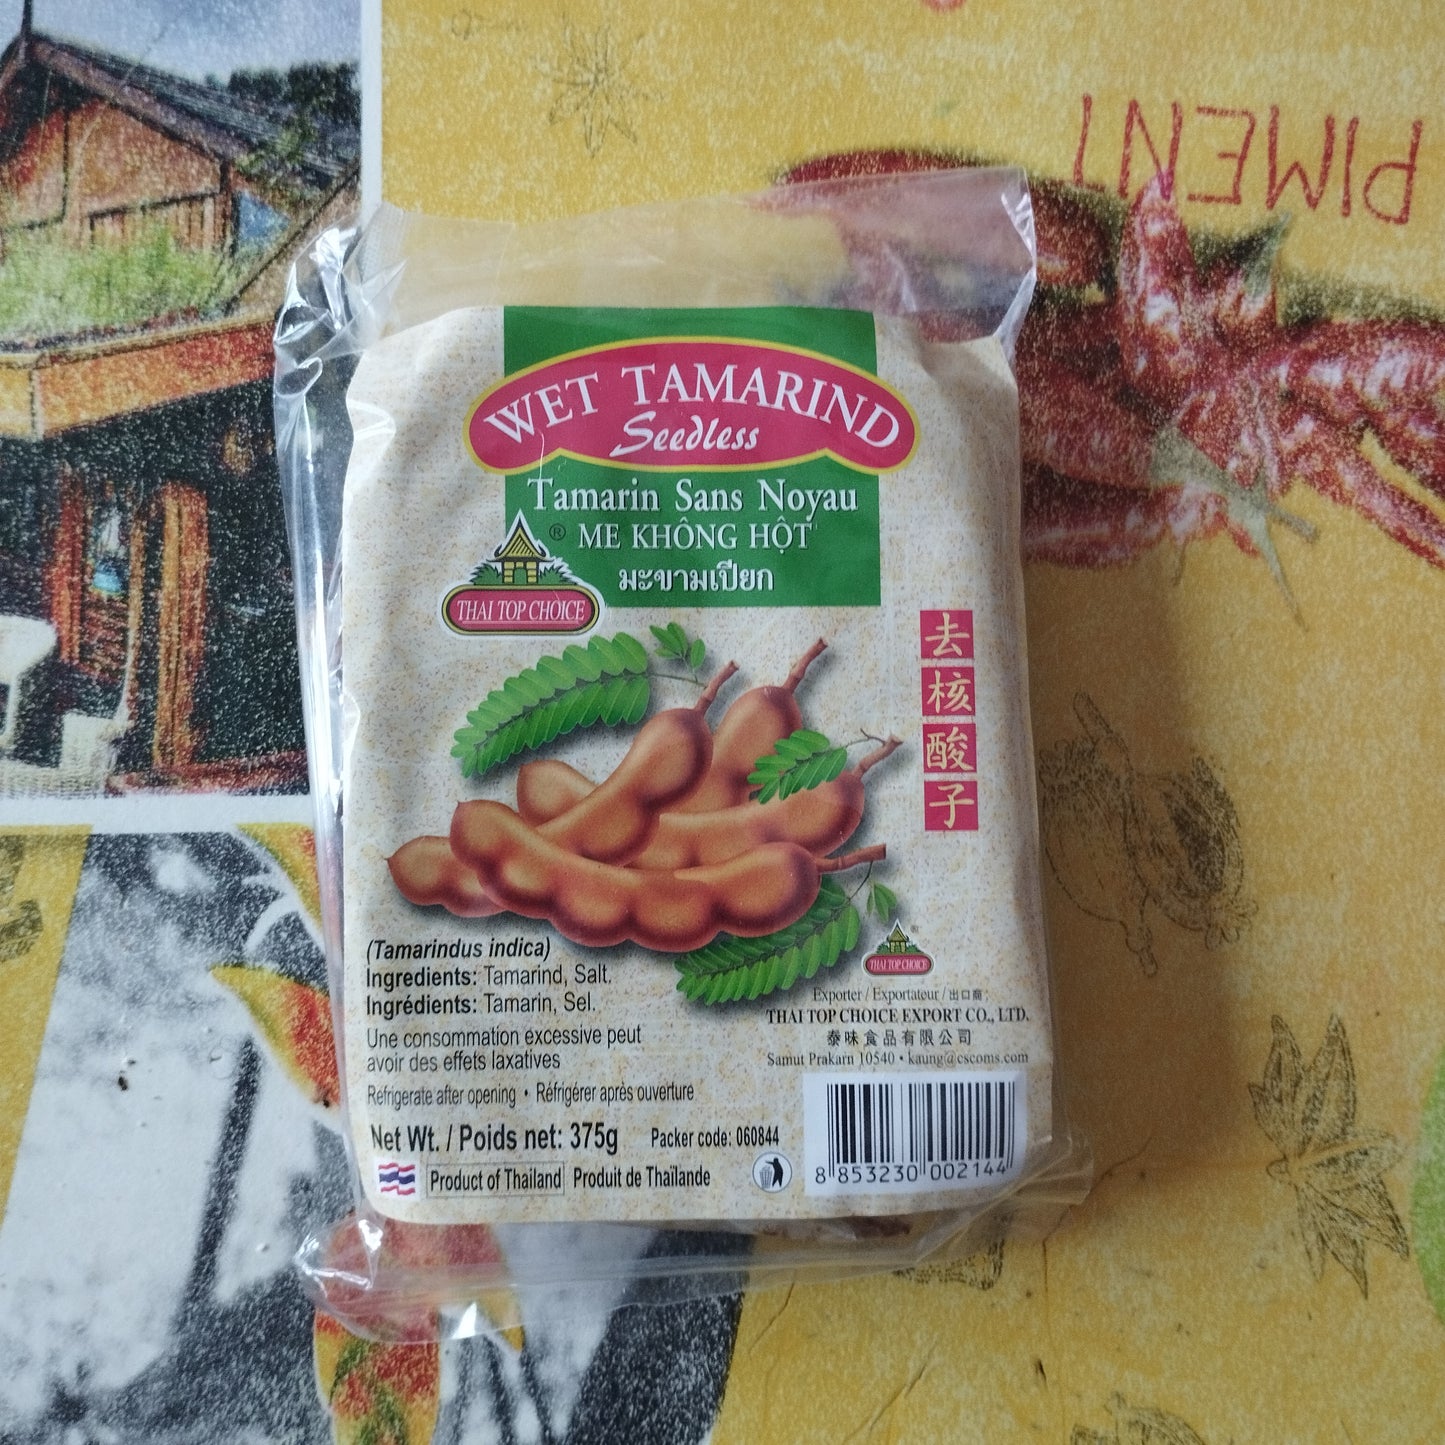 PIMENT
WET TAMARIND
Seedless
Tamarin Sans Noyau
® ME KHÔNG HỘT
มะขามเปียก
THAI TOP CHOICE
去
核
酸
子
(Tamarindus indica)
Ingredients: Tamarind, Salt.
Ingrédients: Tamarin, Sel.
Une consommation excessive peut
avoir des effets laxatives
Refrigerate after opening • Réfrigérer après ouverture
Net Wt. / Poids net: 375g
Packer code: 060844
Product of Thailand Produit de Thaïlande
®
THAI TOP CHOICE
Exporter / Exportateur / 出口商:
THAI TOP CHOICE EXPORT CO., LTD.
泰味食品有限公司
Samut Prakarn 10540 • kaung@cscoms.com
8 853230 002144